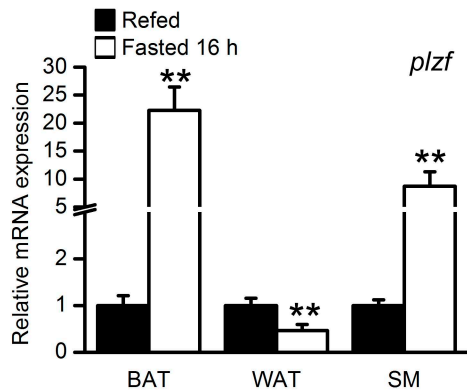 Refed
Fasted 16 h
plzf
Relative mRNA expression
30
25
20
15
10
5
2
1
0
**
**
**
BAT WAT SM